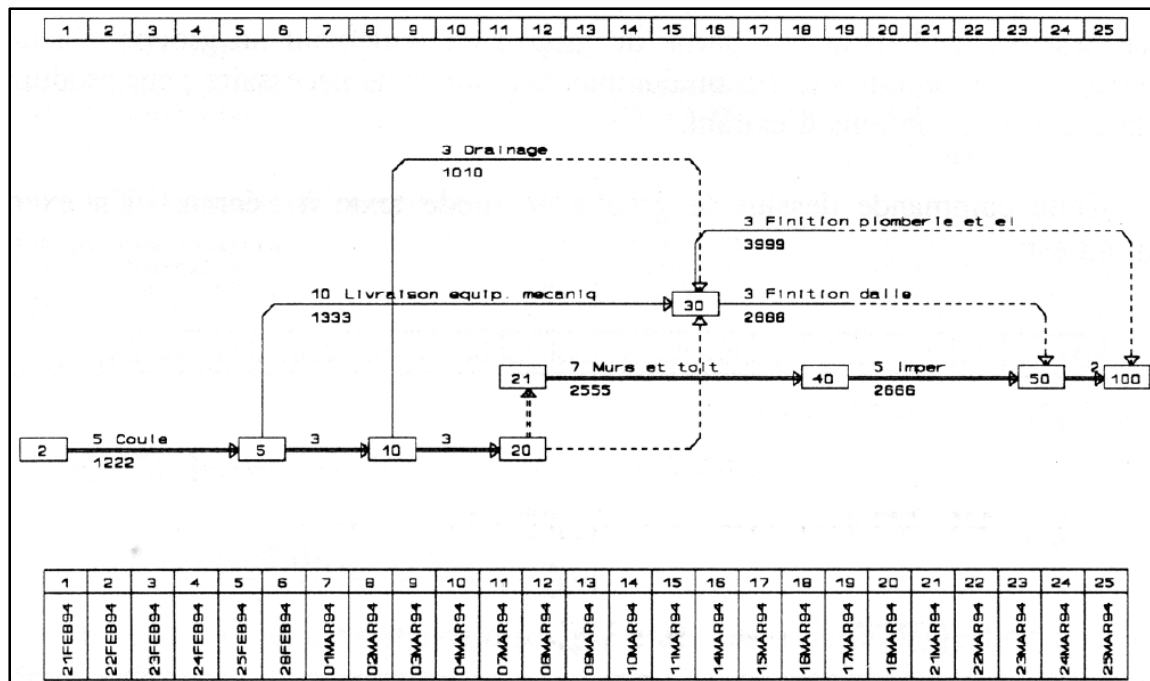 1 2 3 4 5 6 7 8 9 10 11 12 13 14 15 16 17 18 19 20 21 22 23 24 25
3 Drainage
1010
3 Finition plomberie et el
3999
10 Livraison equip. mecaniq
1333
30
3 Finition dalle
2888
21
7 Murs et toit
2555
40
5 Imper
2666
50
2
100
2
5 Coule
1222
5
3
10
3
20
1 2 3 4 5 6 7 8 9 10 11 12 13 14 15 16 17 18 19 20 21 22 23 24 25
21FEB94 22FEB94 23FEB94 24FEB94 25FEB94 28FEB94 01MAR94 02MAR94 03MAR94 04MAR94 07MAR94 08MAR94 09MAR94 10MAR94 11MAR94 14MAR94 15MAR94 16MAR94 17MAR94 18MAR94 21MAR94 22MAR94 23MAR94 24MAR94 25MAR94